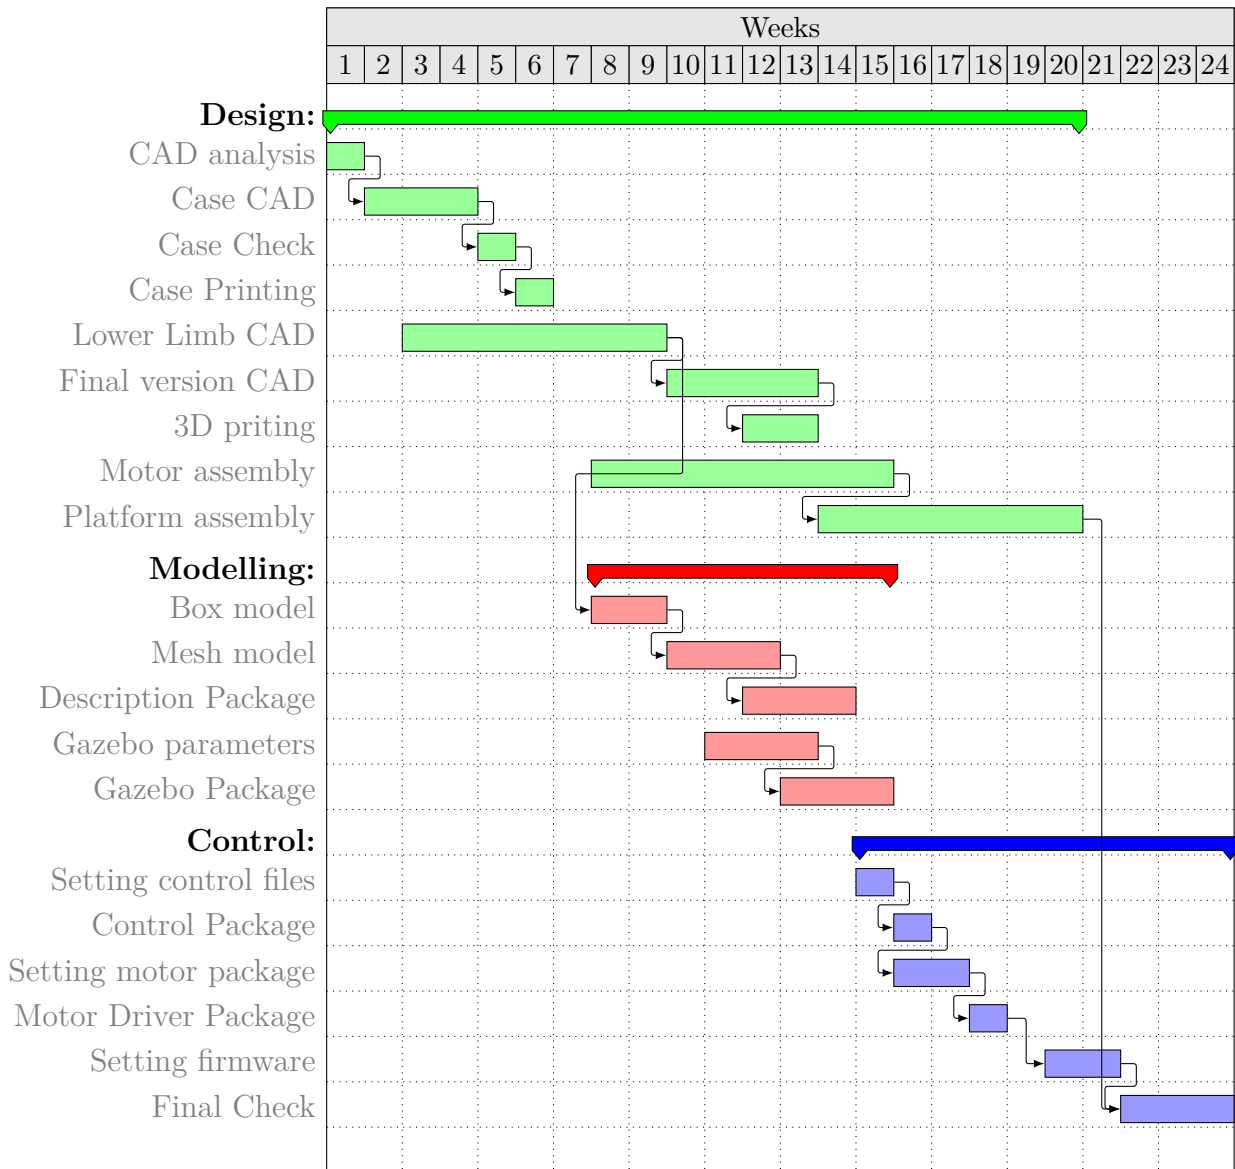 Weeks
1 2 3 4 5 6 7 8 9 10 11 12 13 14 15 16 17 18 19 20 21 22 23 24
Design:
CAD analysis
Case CAD
Case Check
Case Printing
Lower Limb CAD
Final version CAD
3D priting
Motor assembly
Platform assembly
Modelling:
Box model
Mesh model
Description Package
Gazebo parameters
Gazebo Package
Control:
Setting control files
Control Package
Setting motor package
Motor Driver Package
Setting firmware
Final Check